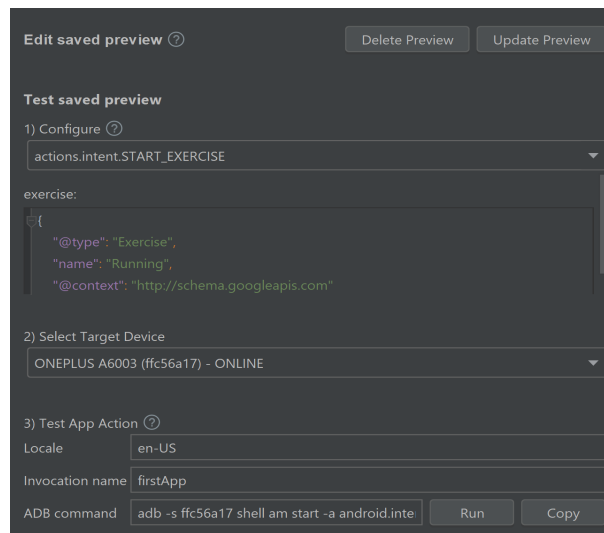 Edit saved preview ? Delete Preview Update Preview
Test saved preview
1) Configure ?
actions.intent.START_EXERCISE
exercise:
{
"@type": "Exercise",
"name": "Running",
"@context": "http://schema.googleapis.com"
2) Select Target Device
ONEPLUS A6003 (ffc56a17) - ONLINE
3) Test App Action ?
Locale en-US
Invocation name firstApp
ADB command adb -s ffc56a17 shell am start -a android.inte Run Copy